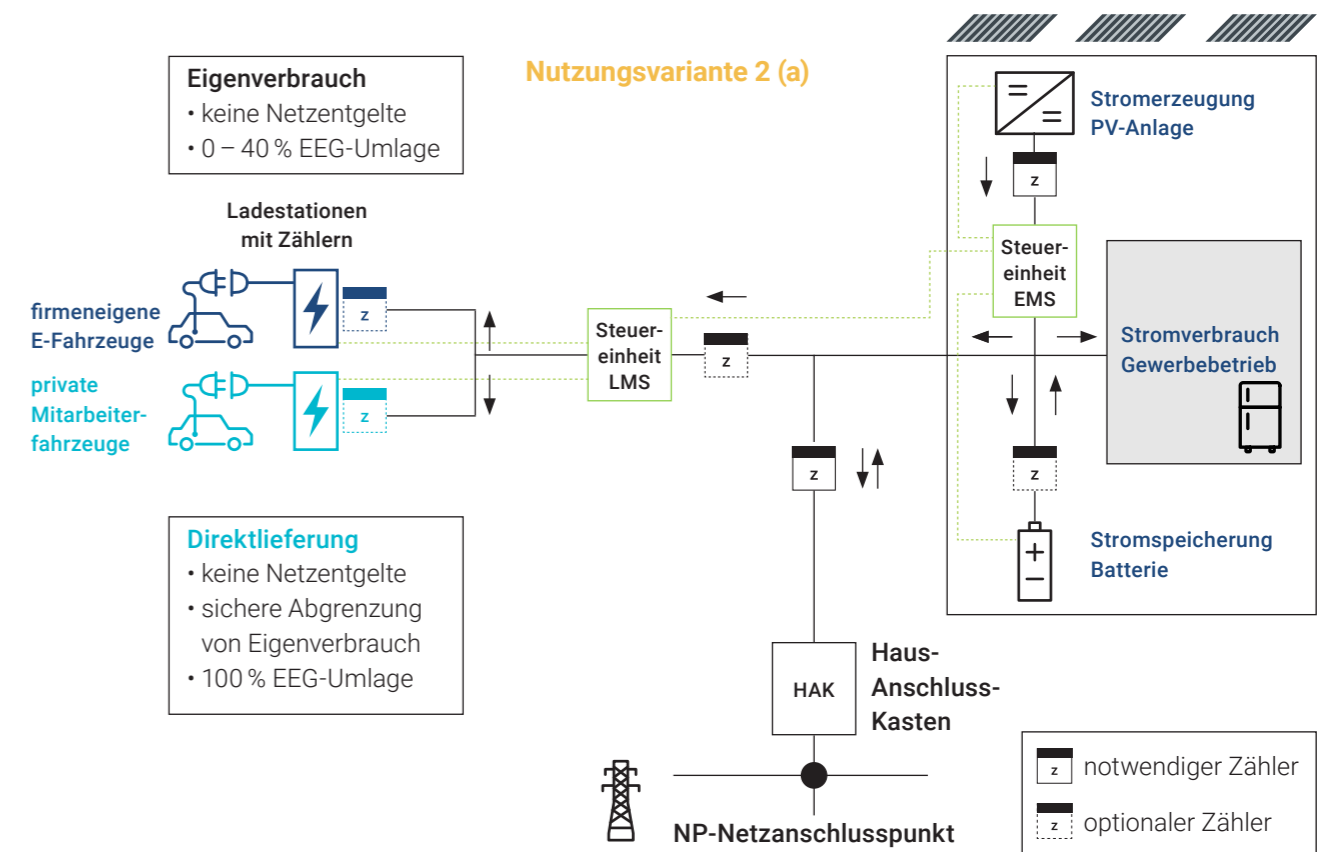 Nutzungsvariante 2 (a)
Eigenverbrauch
• keine Netzentgelte
• 0 – 40 % EEG-Umlage
Ladestationen
mit Zählern
firmeneigene
E-Fahrzeuge
z
private
Mitarbeiter-
fahrzeuge
z
Steuer-
einheit
LMS
z
Stromerzeugung
PV-Anlage
z
Steuer-
einheit
EMS
Stromverbrauch
Gewerbebetrieb
z
z
Stromspeicherung
Batterie
Direktlieferung
• keine Netzentgelte
• sichere Abgrenzung
von Eigenverbrauch
• 100 % EEG-Umlage
HAK
Haus-
Anschluss-
Kasten
NP-Netzanschlusspunkt
z notwendiger Zähler
z optionaler Zähler